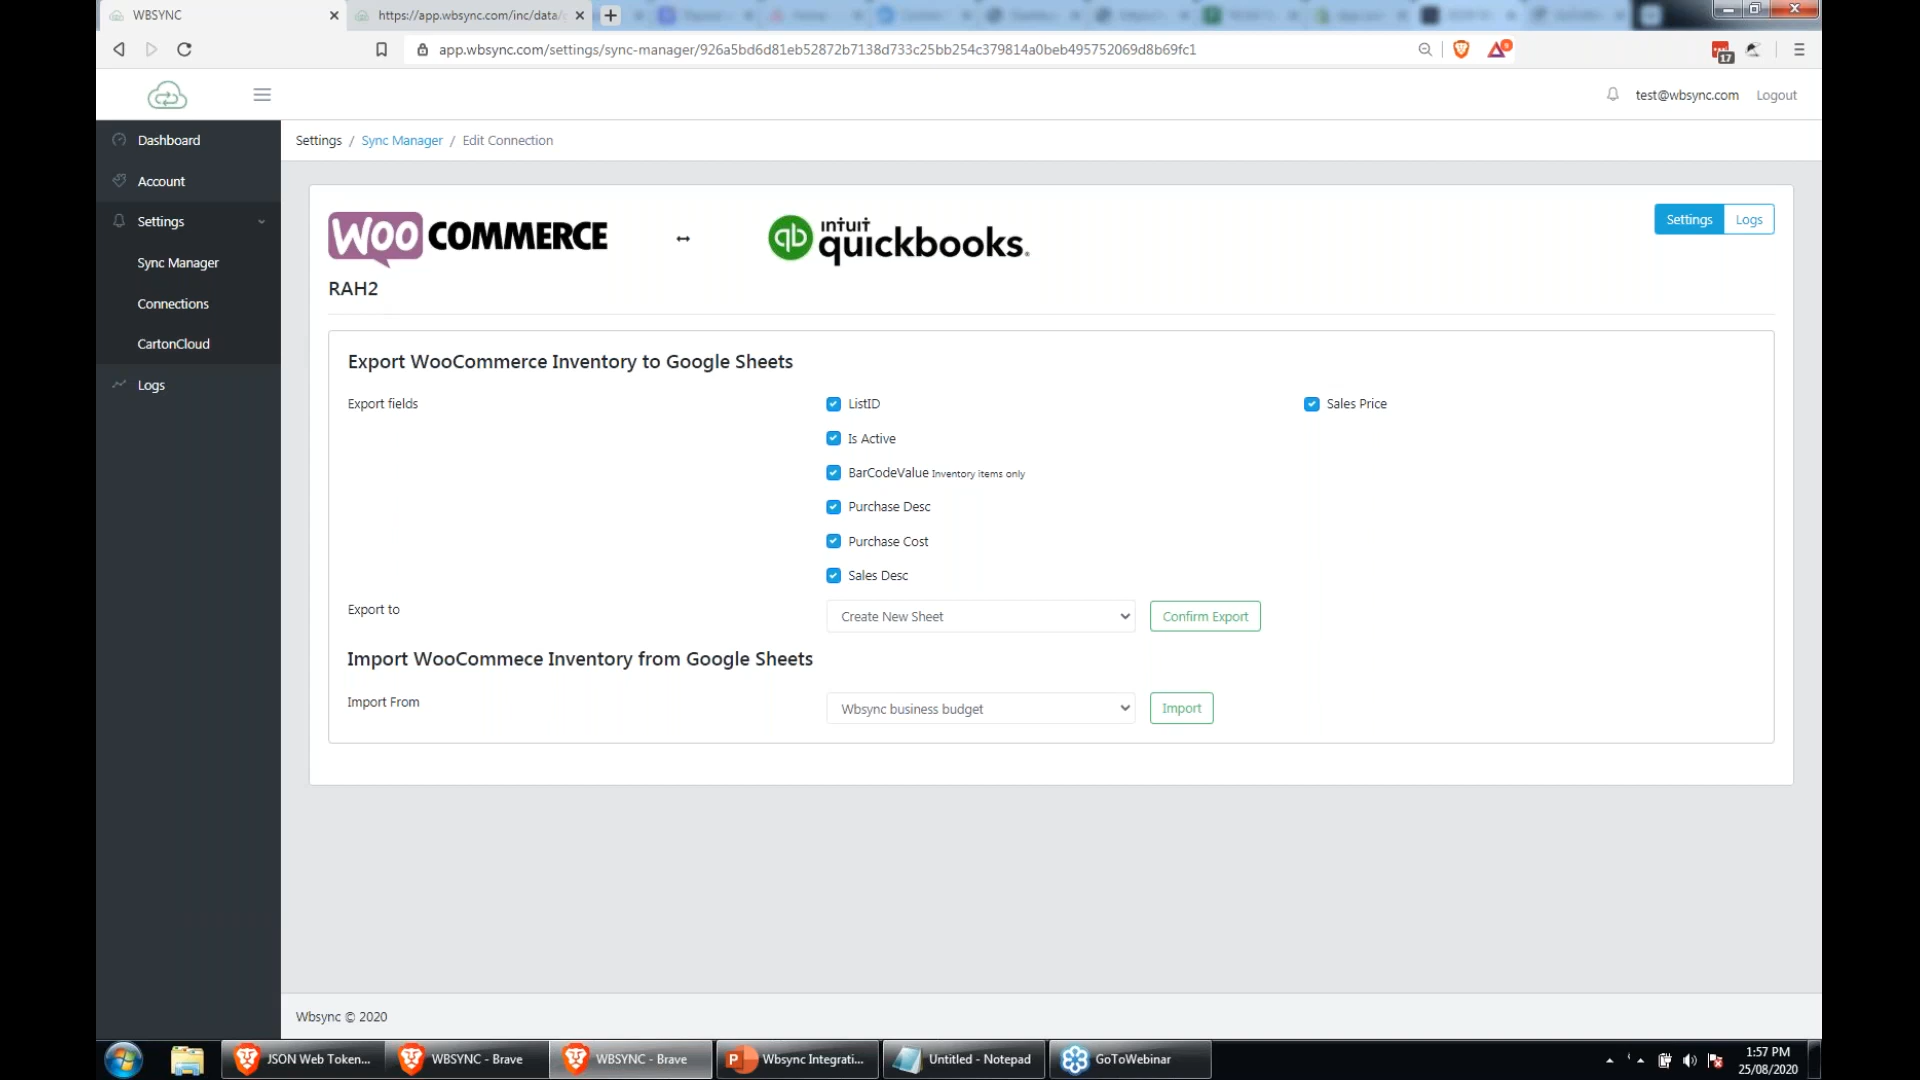 WBSYNC
https://app.wbsync.com/inc/data/
app.wbsync.com/settings/sync-manager/926a5bd6d81eb52872b7138d733c25bb254c379814a0beb495752069d8b69fc1
17
test@wbsync.com
Logout
Dashboard
Account
Settings
Sync Manager
Connections
CartonCloud
Logs
Settings / Sync Manager / Edit Connection
WOO COMMERCE
qb intuit quickbooks.
Settings
Logs
RAH2
Export WooCommerce Inventory to Google Sheets
Export fields
ListID
Sales Price
Is Active
BarCodeValue Inventory items only
Purchase Desc
Purchase Cost
Sales Desc
Export to
Create New Sheet
Confirm Export
Import WooCommece Inventory from Google Sheets
Import From
Wbsync business budget
Import
Wbsync © 2020
JSON Web Token...
WBSYNC - Brave
WBSYNC - Brave
Wbsync Integrati...
Untitled - Notepad
GoToWebinar
1:57 PM
25/08/2020